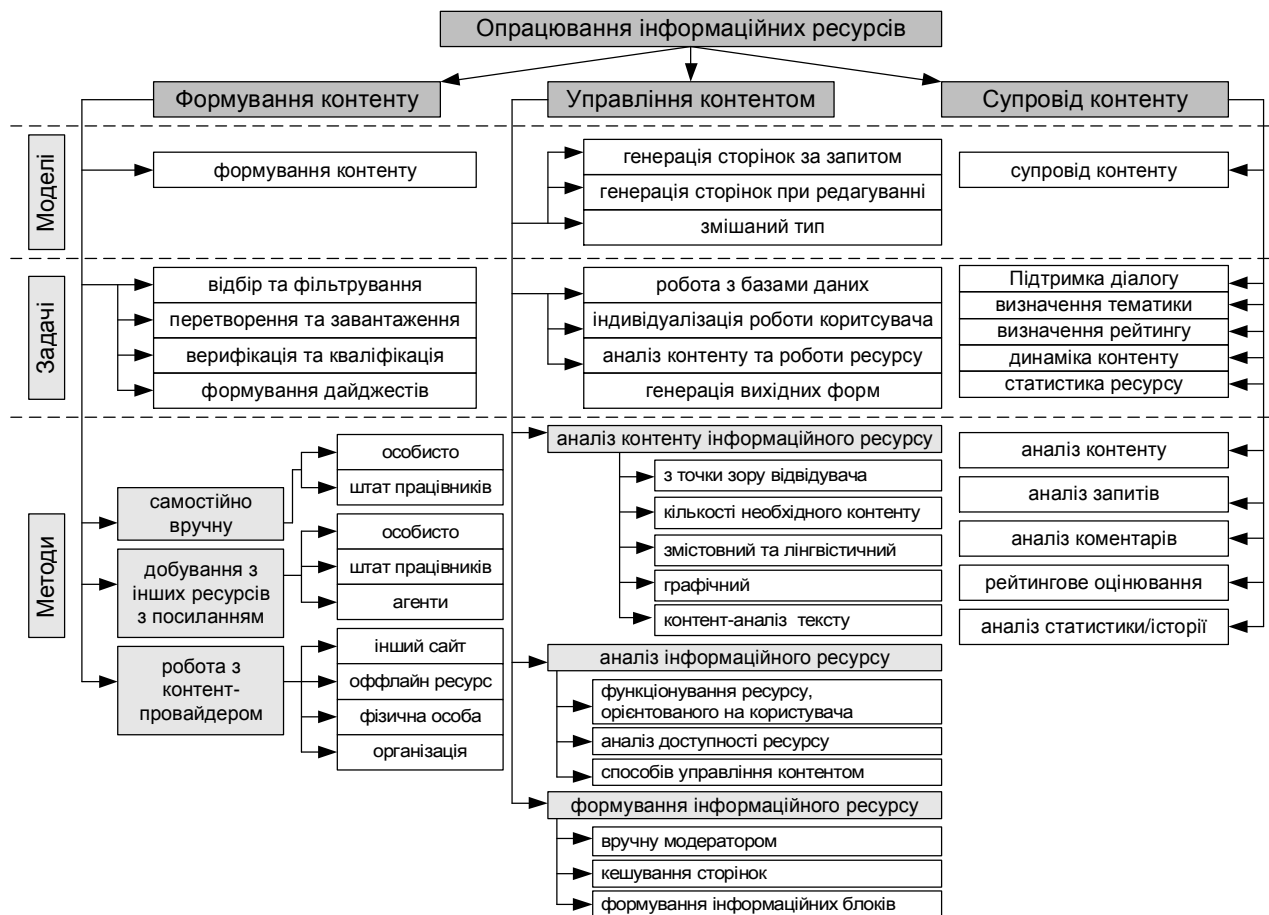 Опрацювання інформаційних ресурсів
Формування контенту
Управління контентом
Супровід контенту
Моделі
формування контенту
генерація сторінок за запитом
генерація сторінок при редагуванні
змішаний тип
супровід контенту
Задачі
відбір та фільтрування
перетворення та завантаження
верифікація та кваліфікація
формування дайджестів
робота з базами даних
індивідуалізація роботи коритсувача
аналіз контенту та роботи ресурсу
генерація вихідних форм
Підтримка діалогу
визначення тематики
визначення рейтингу
динаміка контенту
статистика ресурсу
Методи
самостійно
вручну
особисто
штат працівників
добування з
інших ресурсів
з посиланням
особисто
штат працівників
агенти
робота з
контент-
провайдером
інший сайт
оффлайн ресурс
фізична особа
організація
аналіз контенту інформаційного ресурсу
з точки зору відвідувача
кількості необхідного контенту
змістовний та лінгвістичний
графічний
контент-аналіз тексту
аналіз інформаційного ресурсу
функціонування ресурсу,
орієнтованого на користувача
аналіз доступності ресурсу
способів управління контентом
формування інформаційного ресурсу
вручну модератором
кешування сторінок
формування інформаційних блоків
аналіз контенту
аналіз запитів
аналіз коментарів
рейтингове оцінювання
аналіз статистики/історії